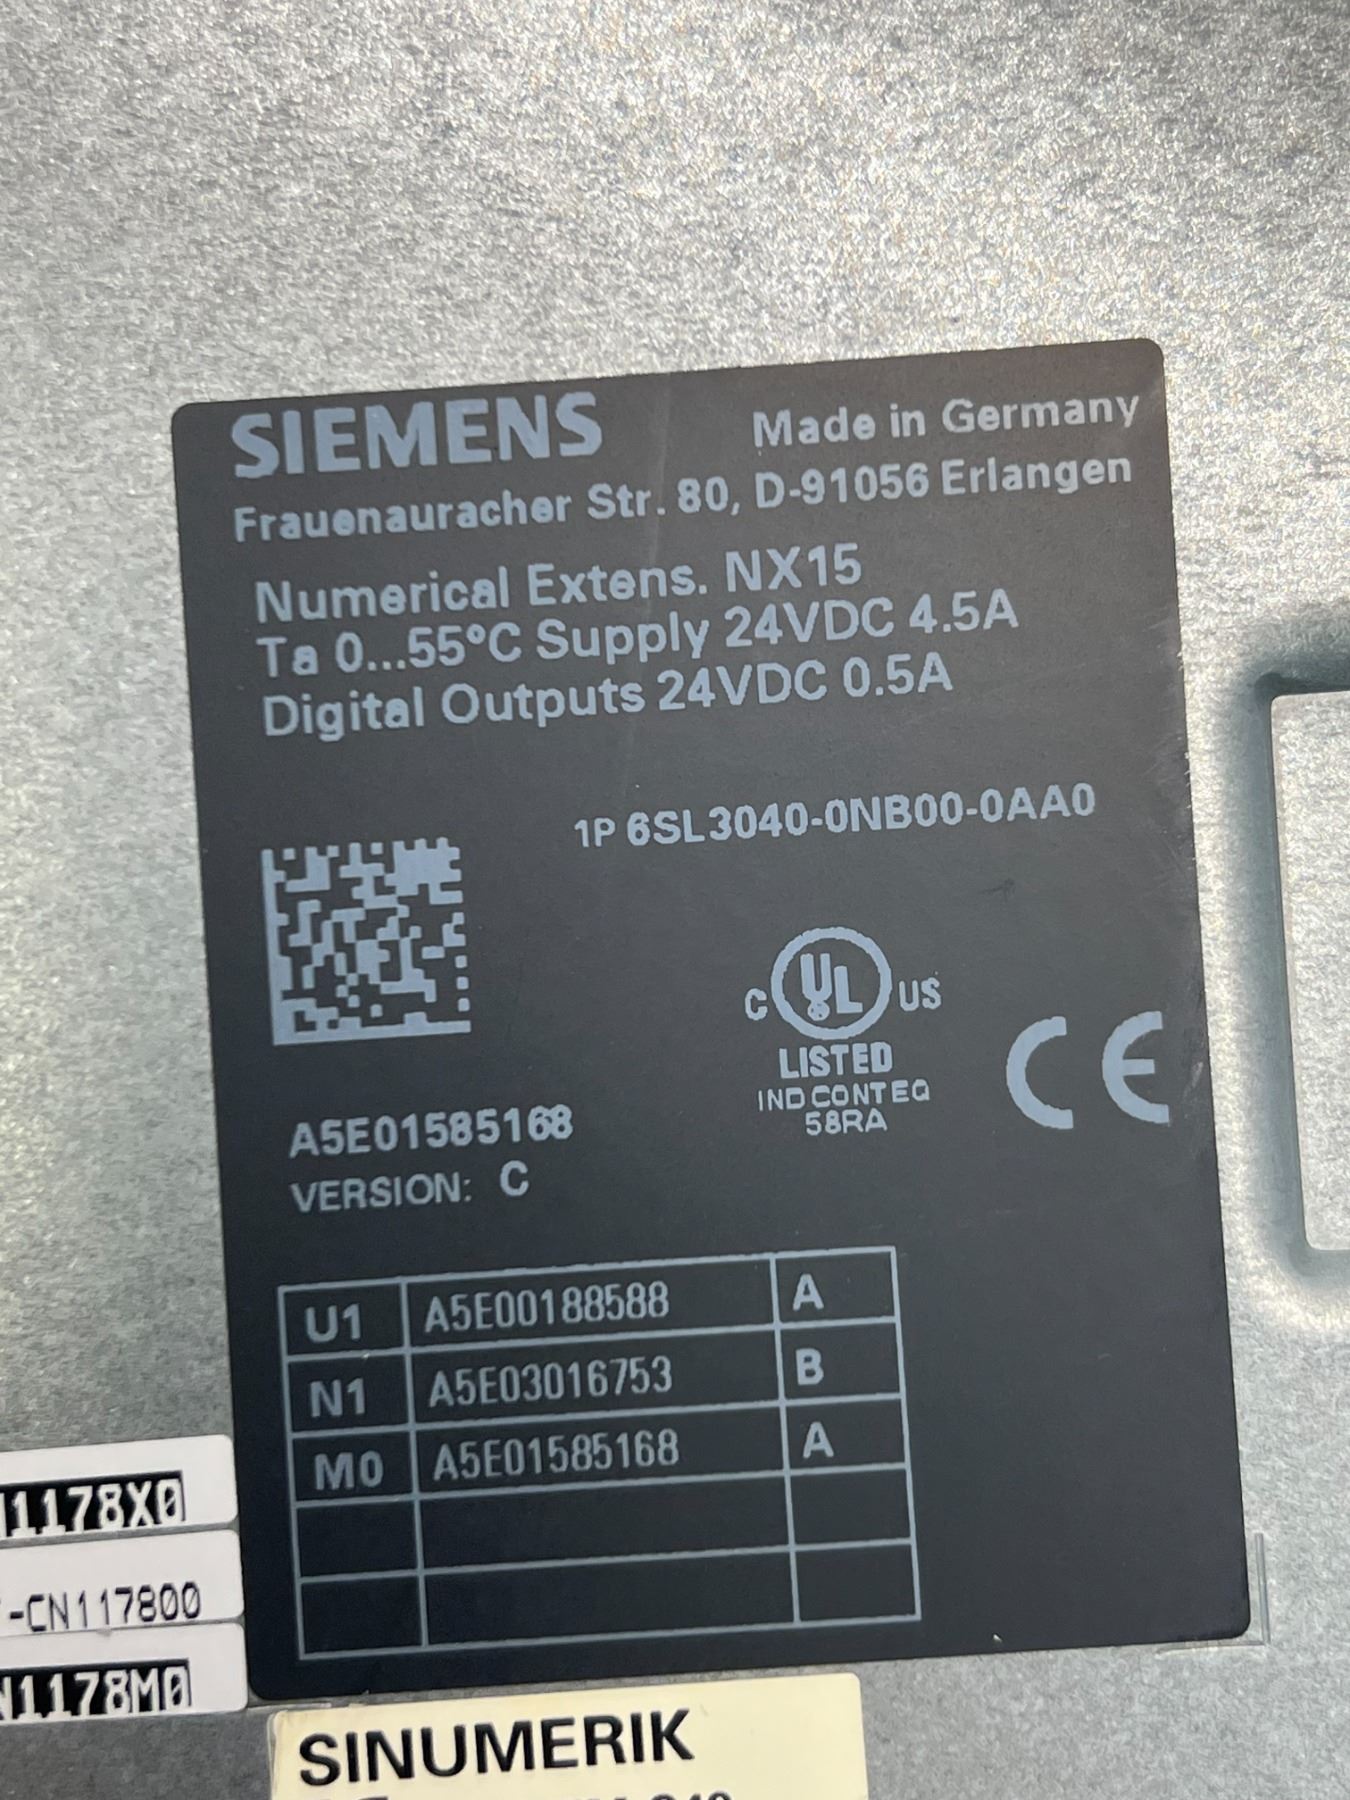 SIEMENS Made in Germany
Frauenauracher Str. 80, D-91056 Erlangen
Numerical Extens. NX15
Ta 0...55°C Supply 24VDC 4.5A
Digital Outputs 24VDC 0.5A
1P 6SL3040-0NB00-0AA0
C UL US
LISTED
IND CONT EQ
58RA
CE
A5E01585168
VERSION: C
U1 A5E00188588 A
N1 A5E03016753 B
M0 A5E01585168 A
1178X0
-CN117800
1178M0
SINUMERIK